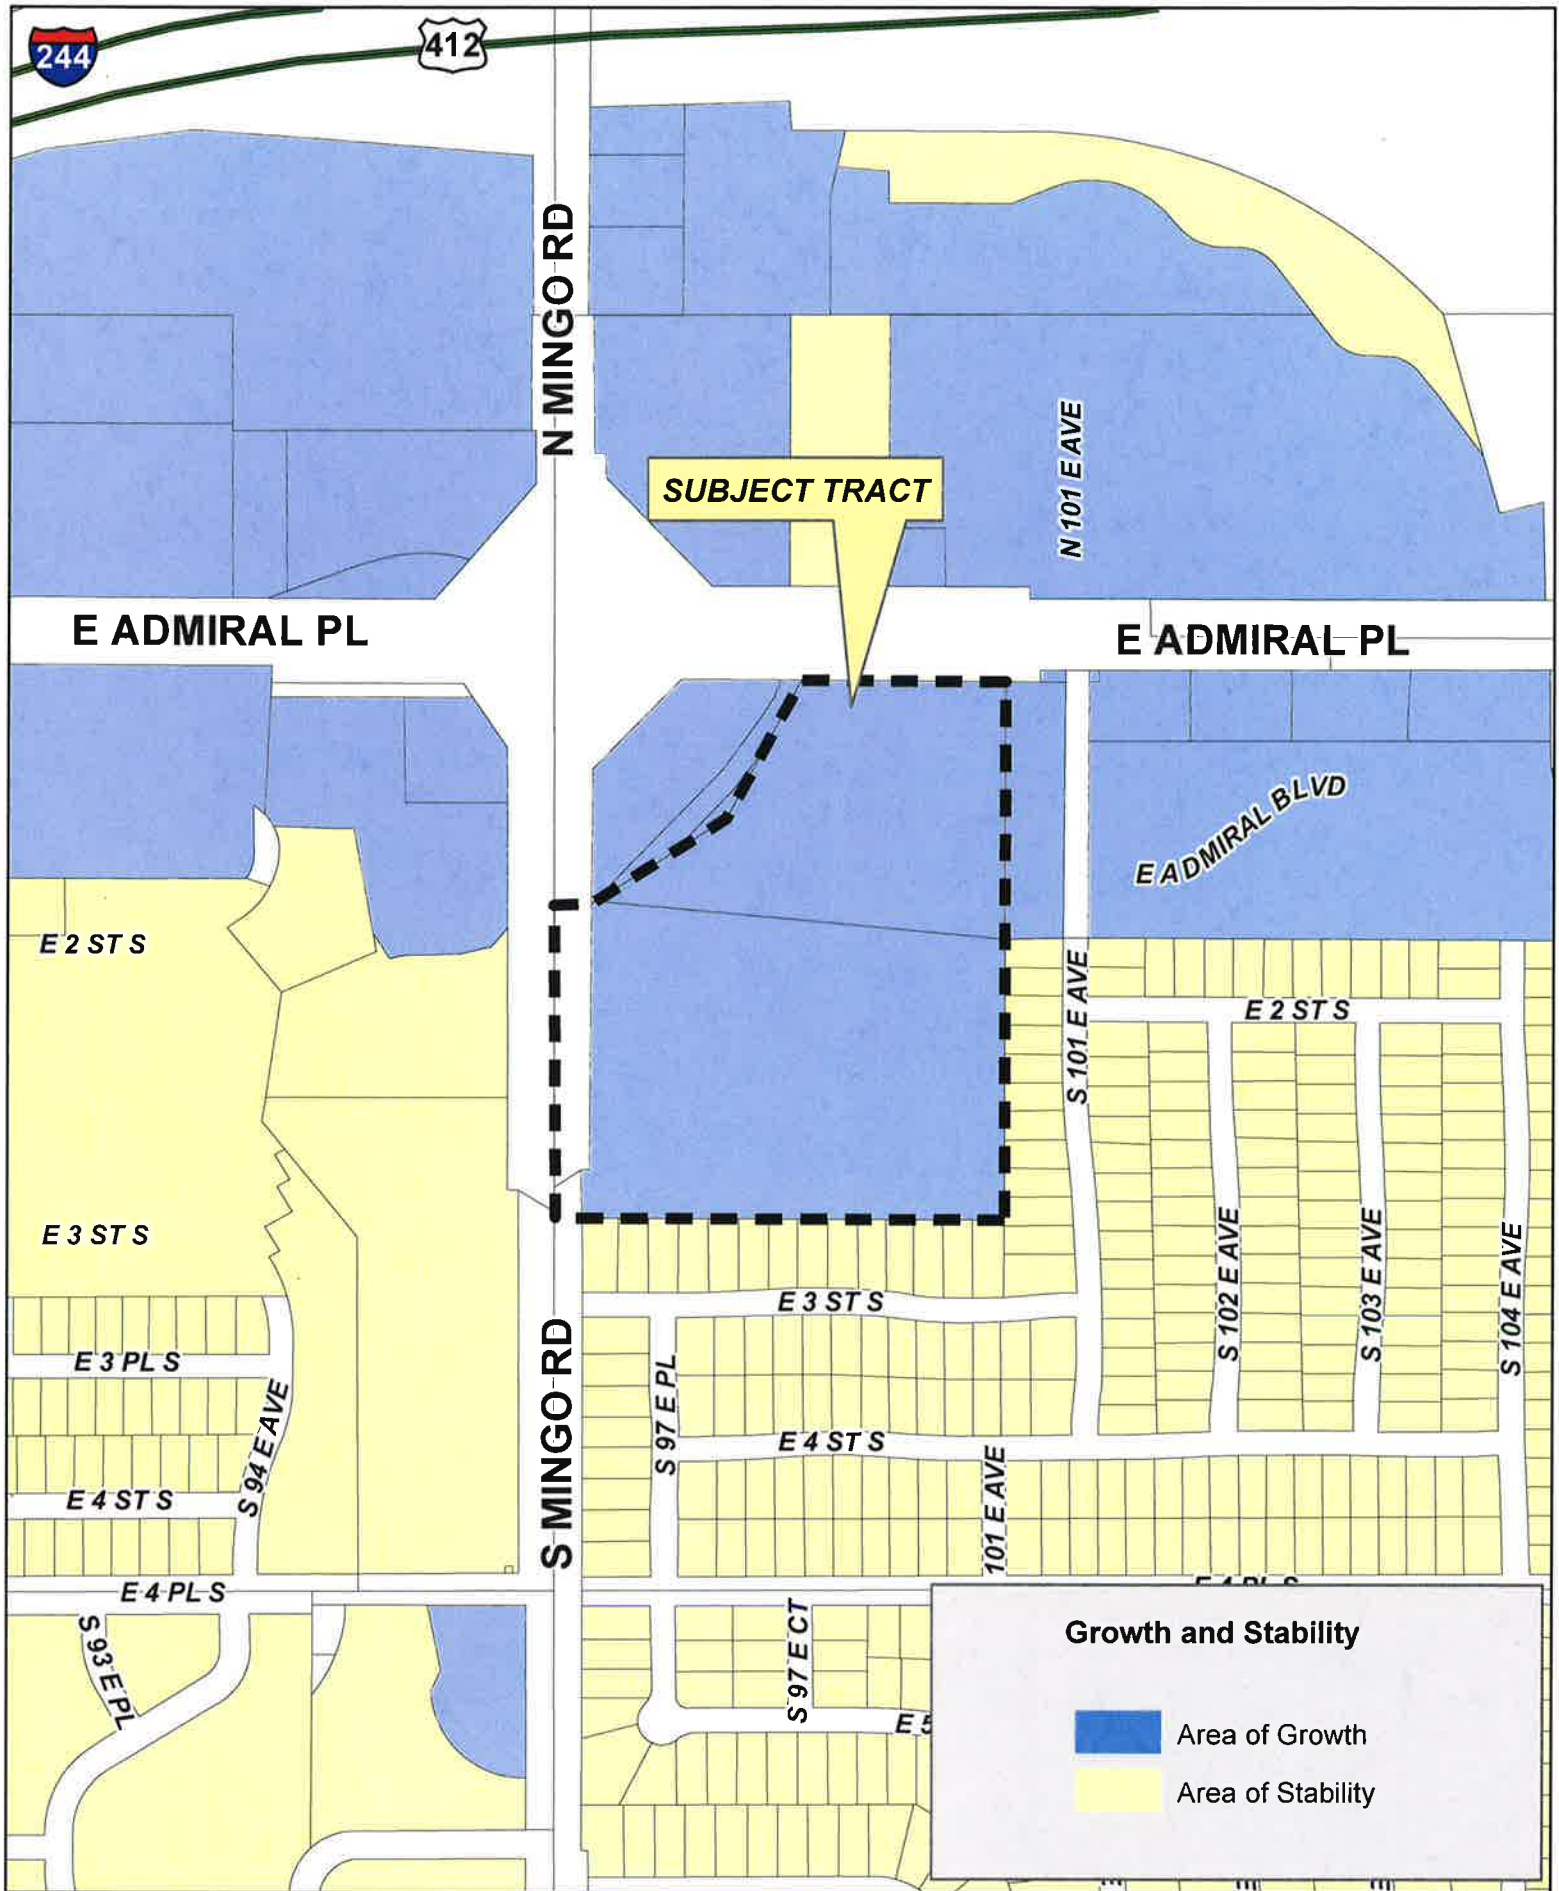 244
412
N MINGO RD
N 101 E AVE
SUBJECT TRACT
E ADMIRAL PL
E ADMIRAL PL
E ADMIRAL BLVD
E 2 ST S
S 101 E AVE
E 2 ST S
E 3 ST S
S 102 E AVE
S 103 E AVE
S 104 E AVE
E 3 ST S
S MINGO RD
E 3 PL S
S 97 E PL
S 94 E AVE
E 4 ST S
101 E AVE
E 4 ST S
E 4 PL S
S 93 E PL
S 97 E CT
E 5
Growth and Stability
Area of Growth
Area of Stability